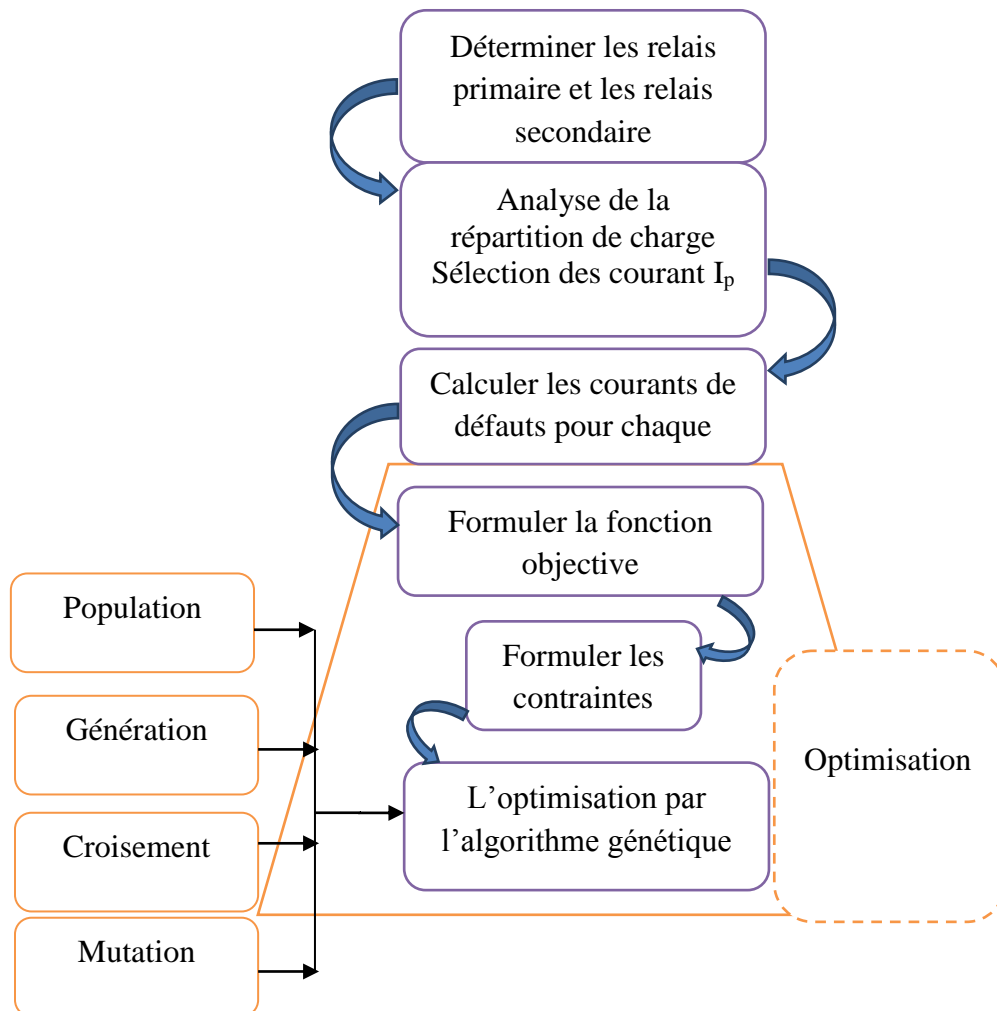 Déterminer les relais
primaire et les relais
secondaire
Analyse de la
répartition de charge
Sélection des courant Iₚ
Calculer les courants de
défauts pour chaque
Formuler la fonction
objective
Formuler les
contraintes
L'optimisation par
l'algorithme génétique
Population
Génération
Croisement
Mutation
Optimisation